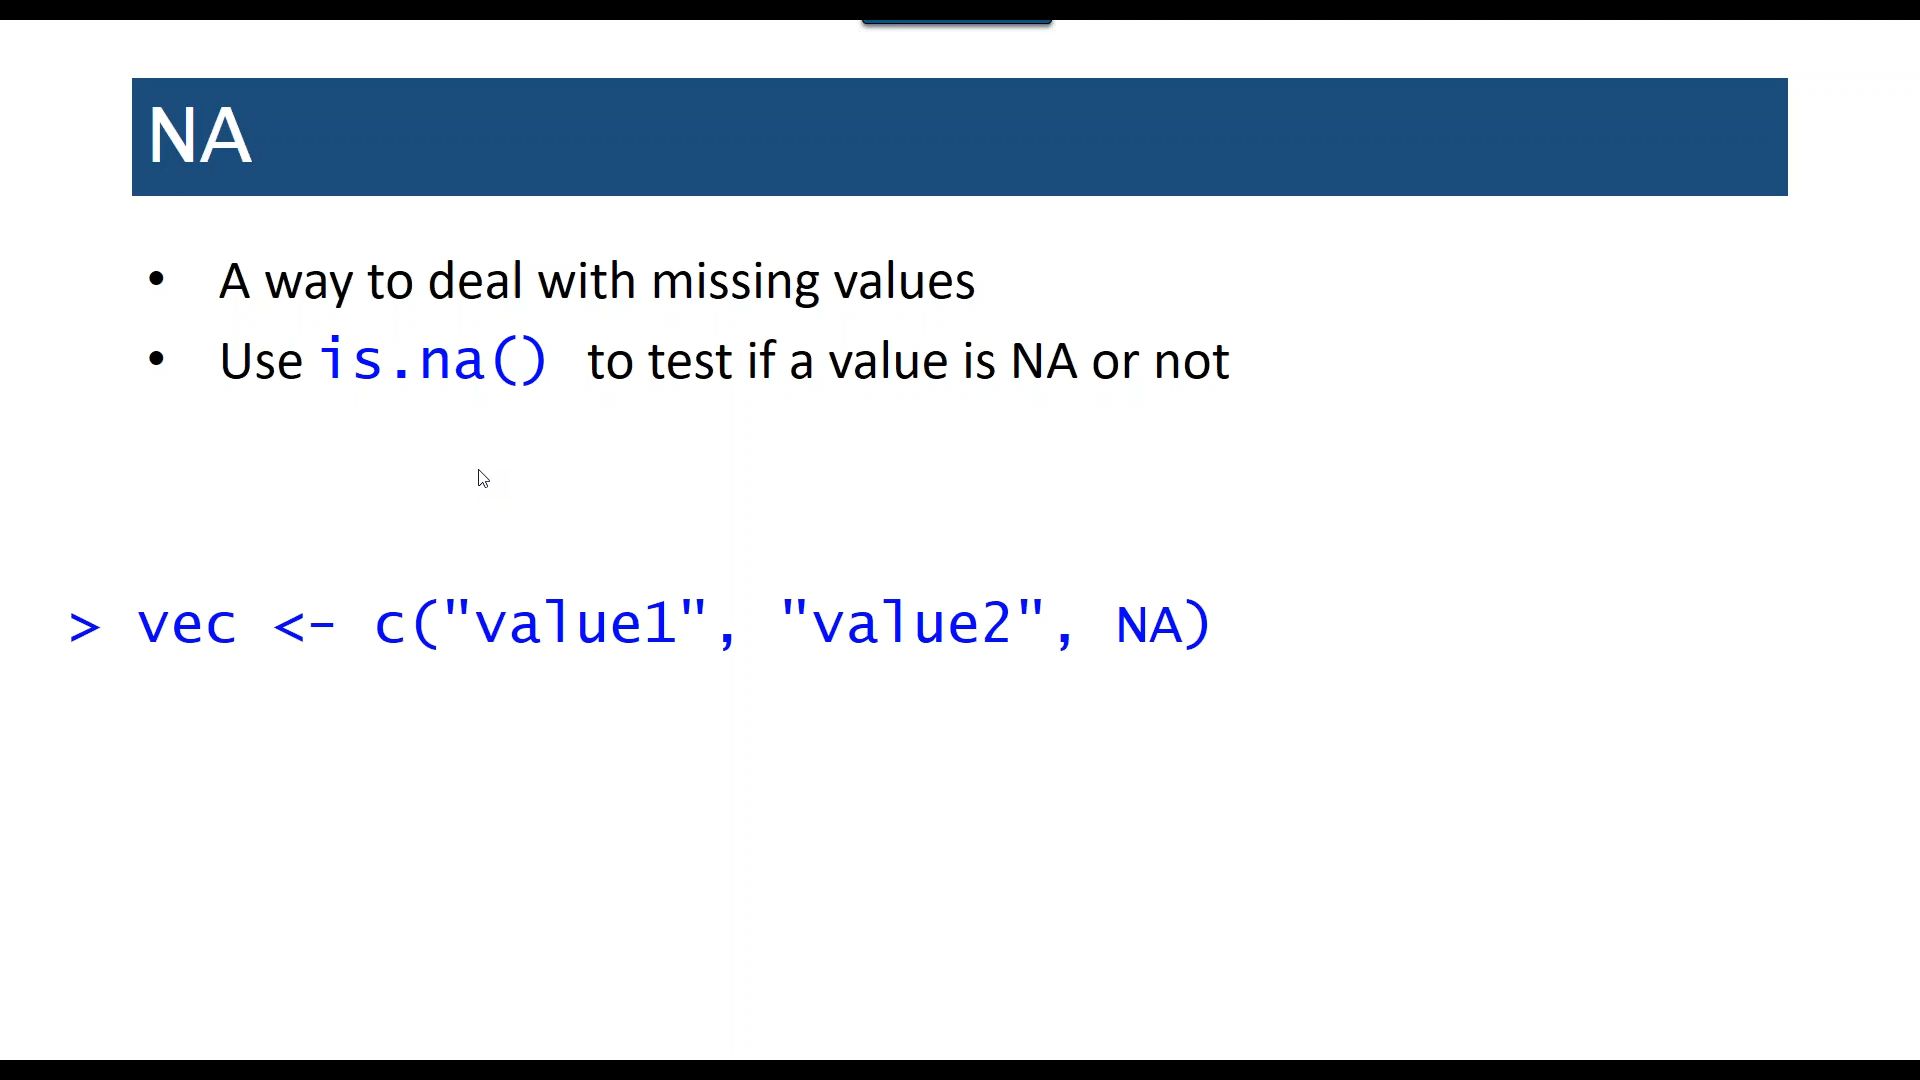 NA
• A way to deal with missing values
• Use is.na() to test if a value is NA or not
> vec <- c("value1", "value2", NA)